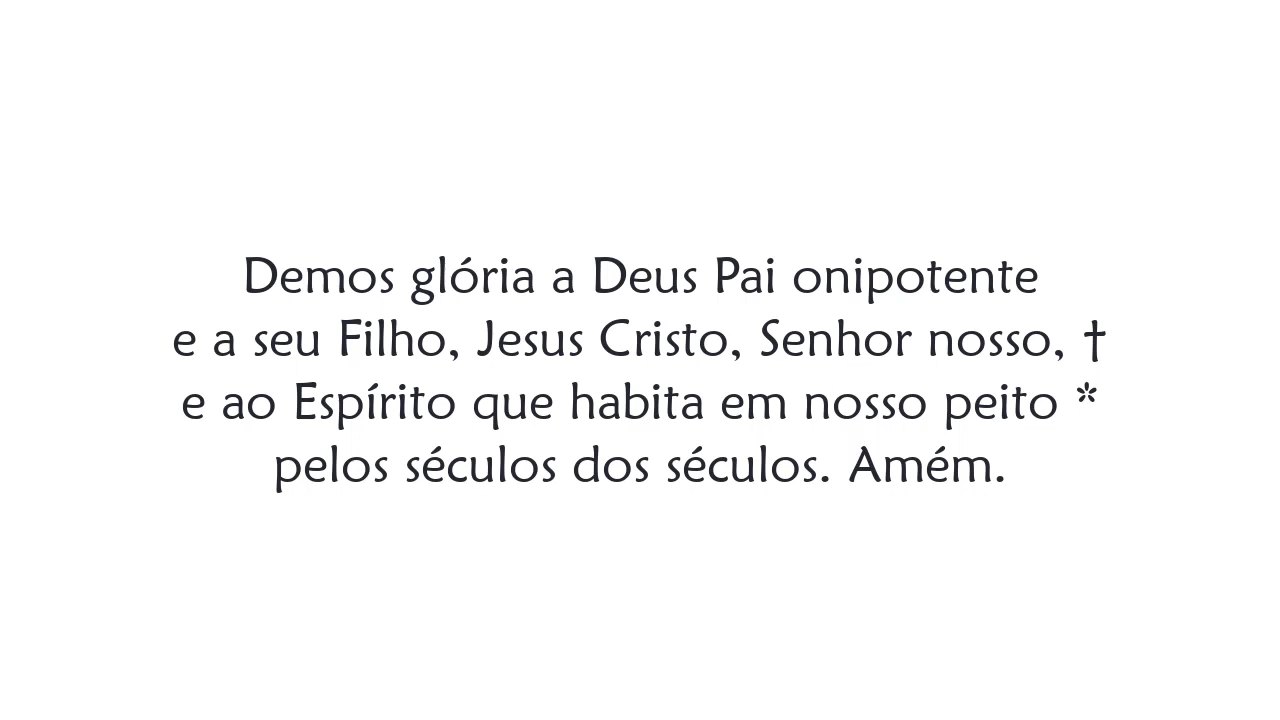 Demos glória a Deus Pai onipotente
e a seu Filho, Jesus Cristo, Senhor nosso, †
e ao Espírito que habita em nosso peito *
pelos séculos dos séculos. Amém.